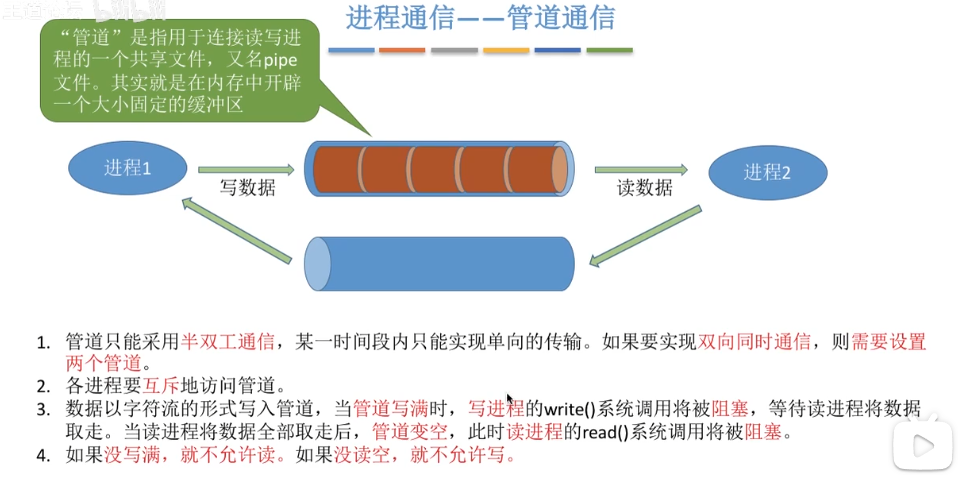 进程通信——管道通信
“管道”是指用于连接读写进
程的一个共享文件，又名pipe
文件。其实就是在内存中开辟
一个大小固定的缓冲区
进程1
写数据
读数据
进程2
1. 管道只能采用半双工通信，某一时间段内只能实现单向的传输。如果要实现双向同时通信，则需要设置
两个管道。
2. 各进程要互斥地访问管道。
3. 数据以字符流的形式写入管道，当管道写满时，写进程的write()系统调用将被阻塞，等待读进程将数据
取走。当读进程将数据全部取走后，管道变空，此时读进程的read()系统调用将被阻塞。
4. 如果没写满，就不允许读。如果没读空，就不允许写。